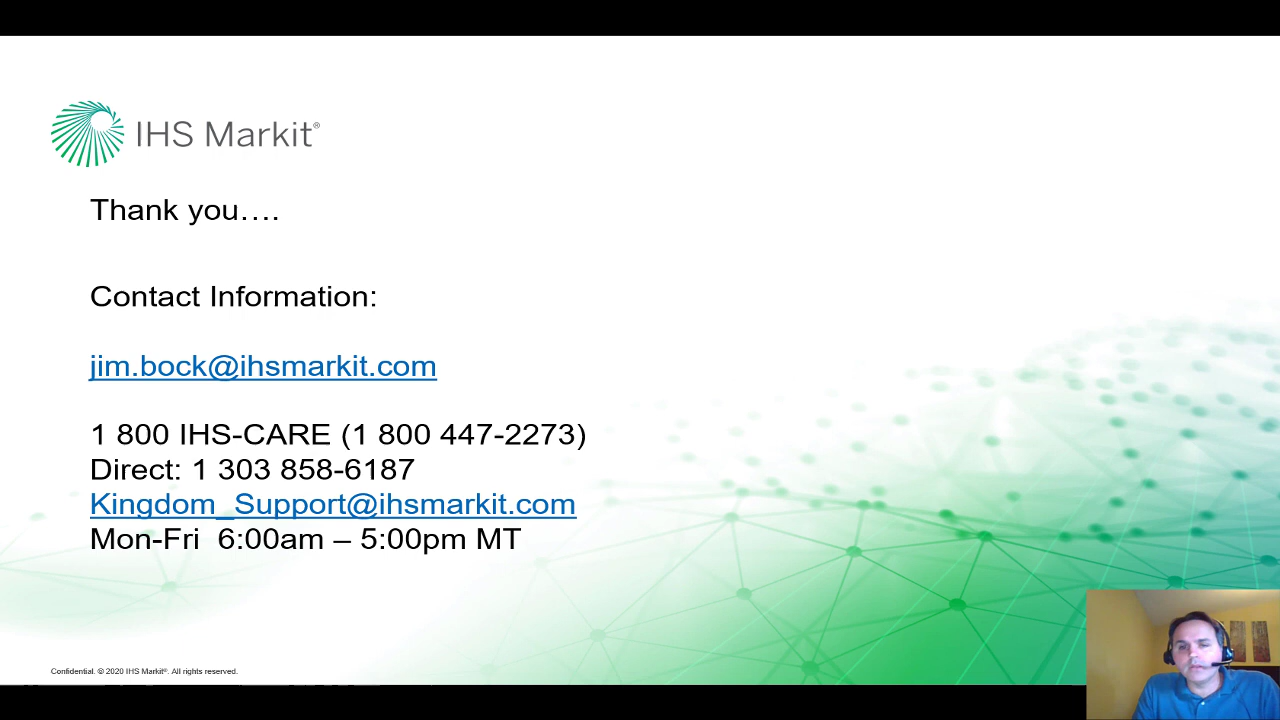 IHS Markit®
Thank you….
Contact Information:
jim.bock@ihsmarkit.com
1 800 IHS-CARE (1 800 447-2273)
Direct: 1 303 858-6187
Kingdom_Support@ihsmarkit.com
Mon-Fri  6:00am – 5:00pm MT
Confidential. © 2020 IHS Markit®. All rights reserved.